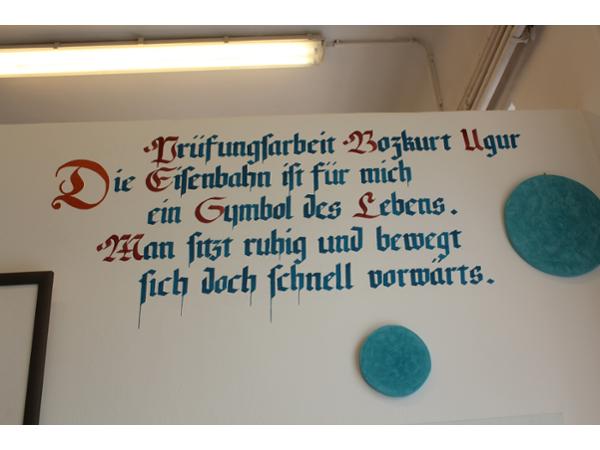 Prüfungſarbeit Bozkurt Ugur
Die Eiſenbahn iſt für mich
ein Symbol des Lebens.
Man ſitzt ruhig und bewegt
ſich doch ſchnell vorwärts.